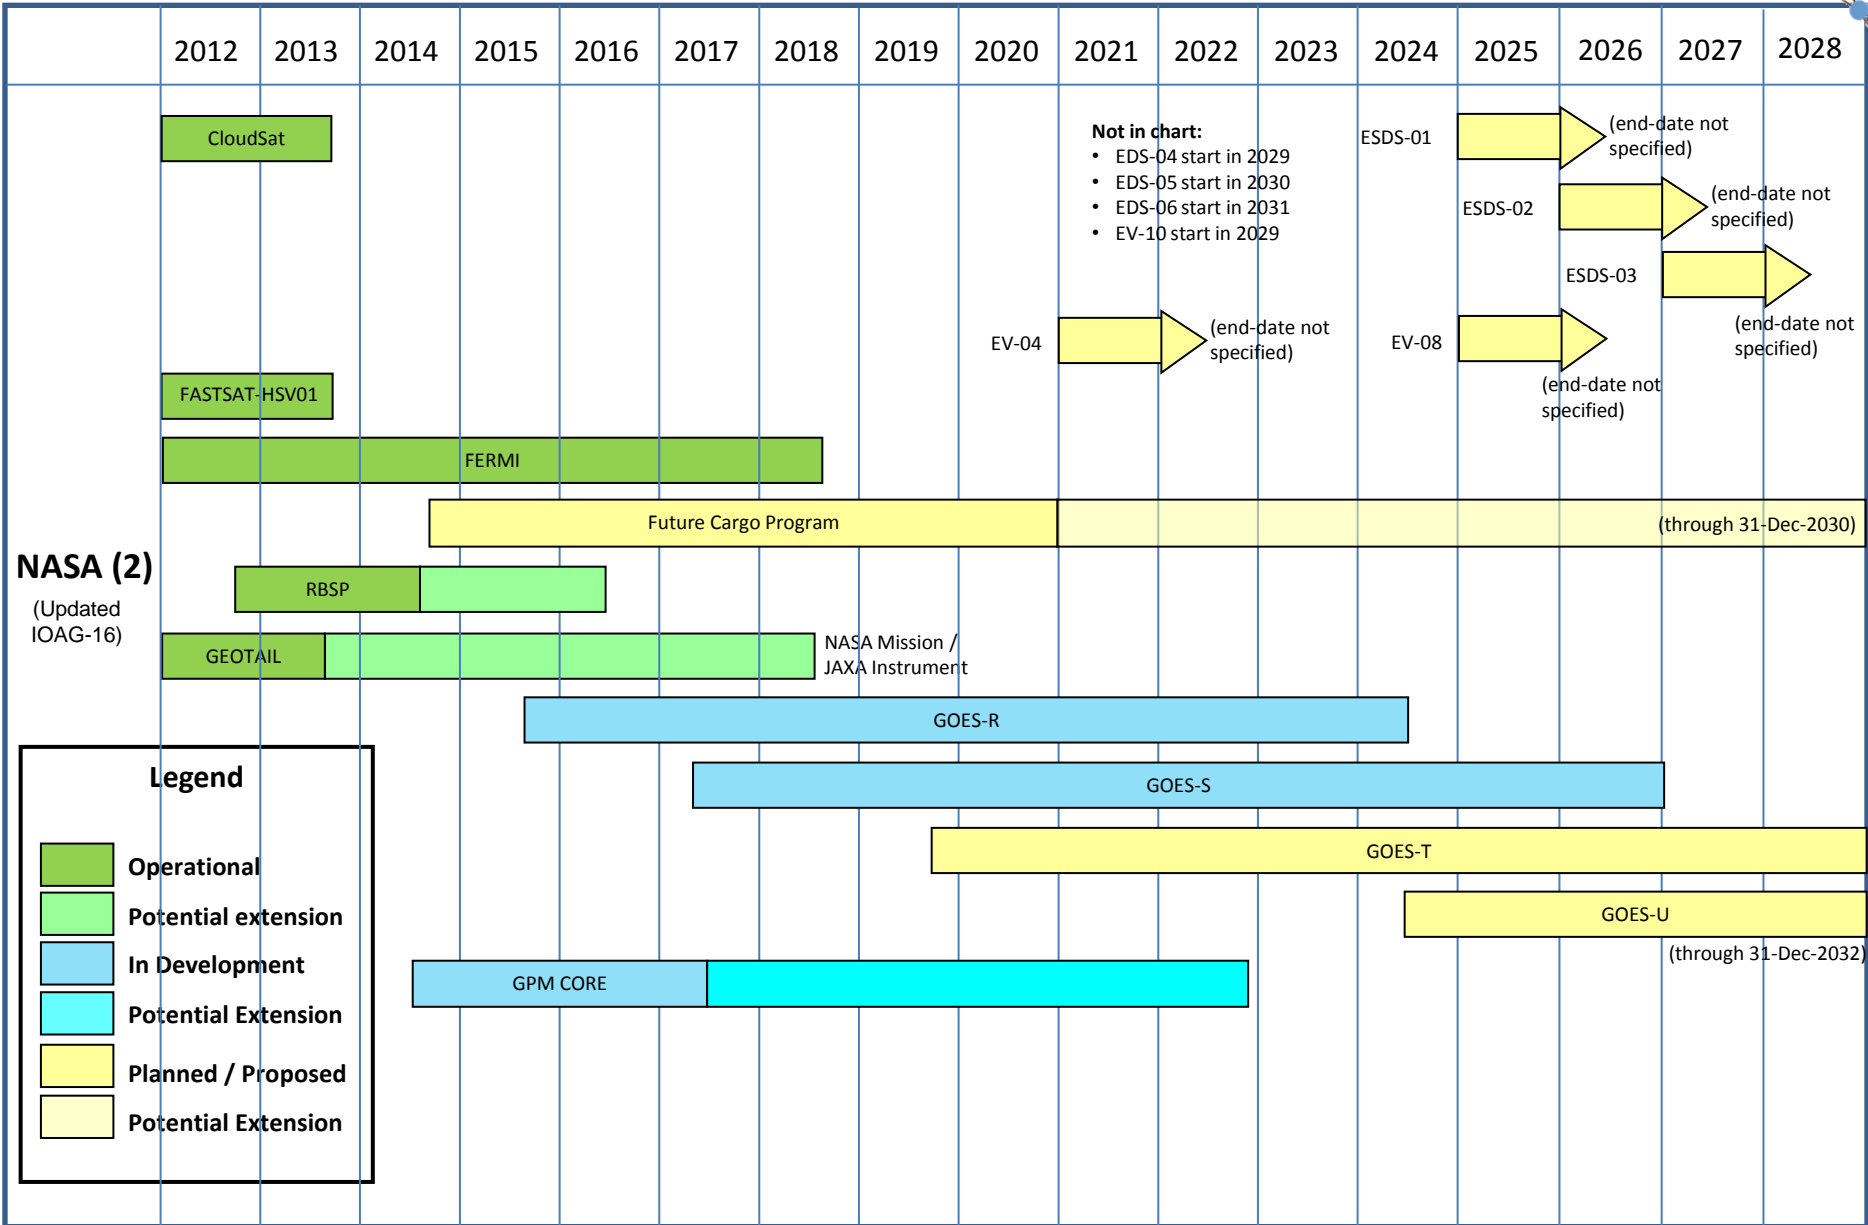 2012 2013 2014 2015 2016 2017 2018 2019 2020 2021 2022 2023 2024 2025 2026 2027 2028
CloudSat
Not in chart:
• EDS-04 start in 2029
• EDS-05 start in 2030
• EDS-06 start in 2031
• EV-10 start in 2029
ESDS-01
(end-date not
specified)
ESDS-02
(end-date not
specified)
ESDS-03
(end-date not
specified)
EV-04
(end-date not
specified)
EV-08
(end-date not
specified)
FASTSAT-HSV01
FERMI
Future Cargo Program
(through 31-Dec-2030)
NASA (2)
(Updated
IOAG-16)
RBSP
GEOTAIL
NASA Mission /
JAXA Instrument
GOES-R
GOES-S
GOES-T
GOES-U
(through 31-Dec-2032)
GPM CORE
Legend
Operational
Potential extension
In Development
Potential Extension
Planned / Proposed
Potential Extension